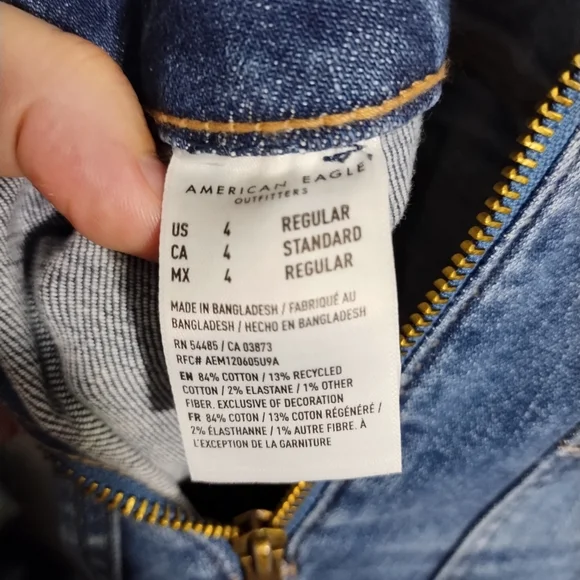 AMERICAN EAGLE
OUTFITTERS
US 4 REGULAR
CA 4 STANDARD
MX 4 REGULAR
MADE IN BANGLADESH / FABRIQUÉ AU
BANGLADESH / HECHO EN BANGLADESH
RN 54485 / CA 03873
RFC# AEM120605U9A
EN 84% COTTON / 13% RECYCLED
COTTON / 2% ELASTANE / 1% OTHER
FIBER. EXCLUSIVE OF DECORATION
FR 84% COTON / 13% COTON RÉGÉNÉRÉ /
2% ÉLASTHANNE / 1% AUTRE FIBRE. À
L'EXCEPTION DE LA GARNITURE